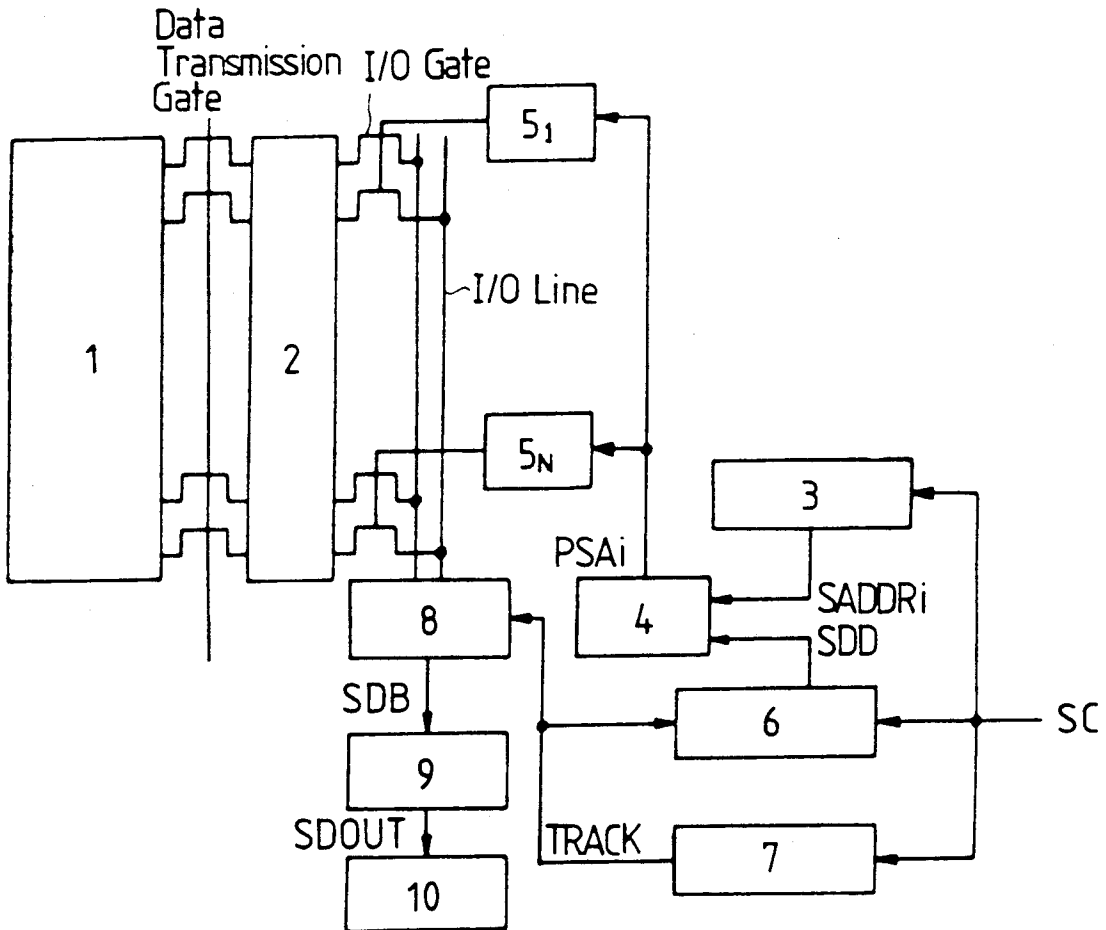 Data
Transmission
Gate
I/O Gate
5₁
I/O Line
1
2
5N
3
PSAi
SADDRi
4
SDD
8
SDB
6
SC
9
SDOUT
TRACK
7
10